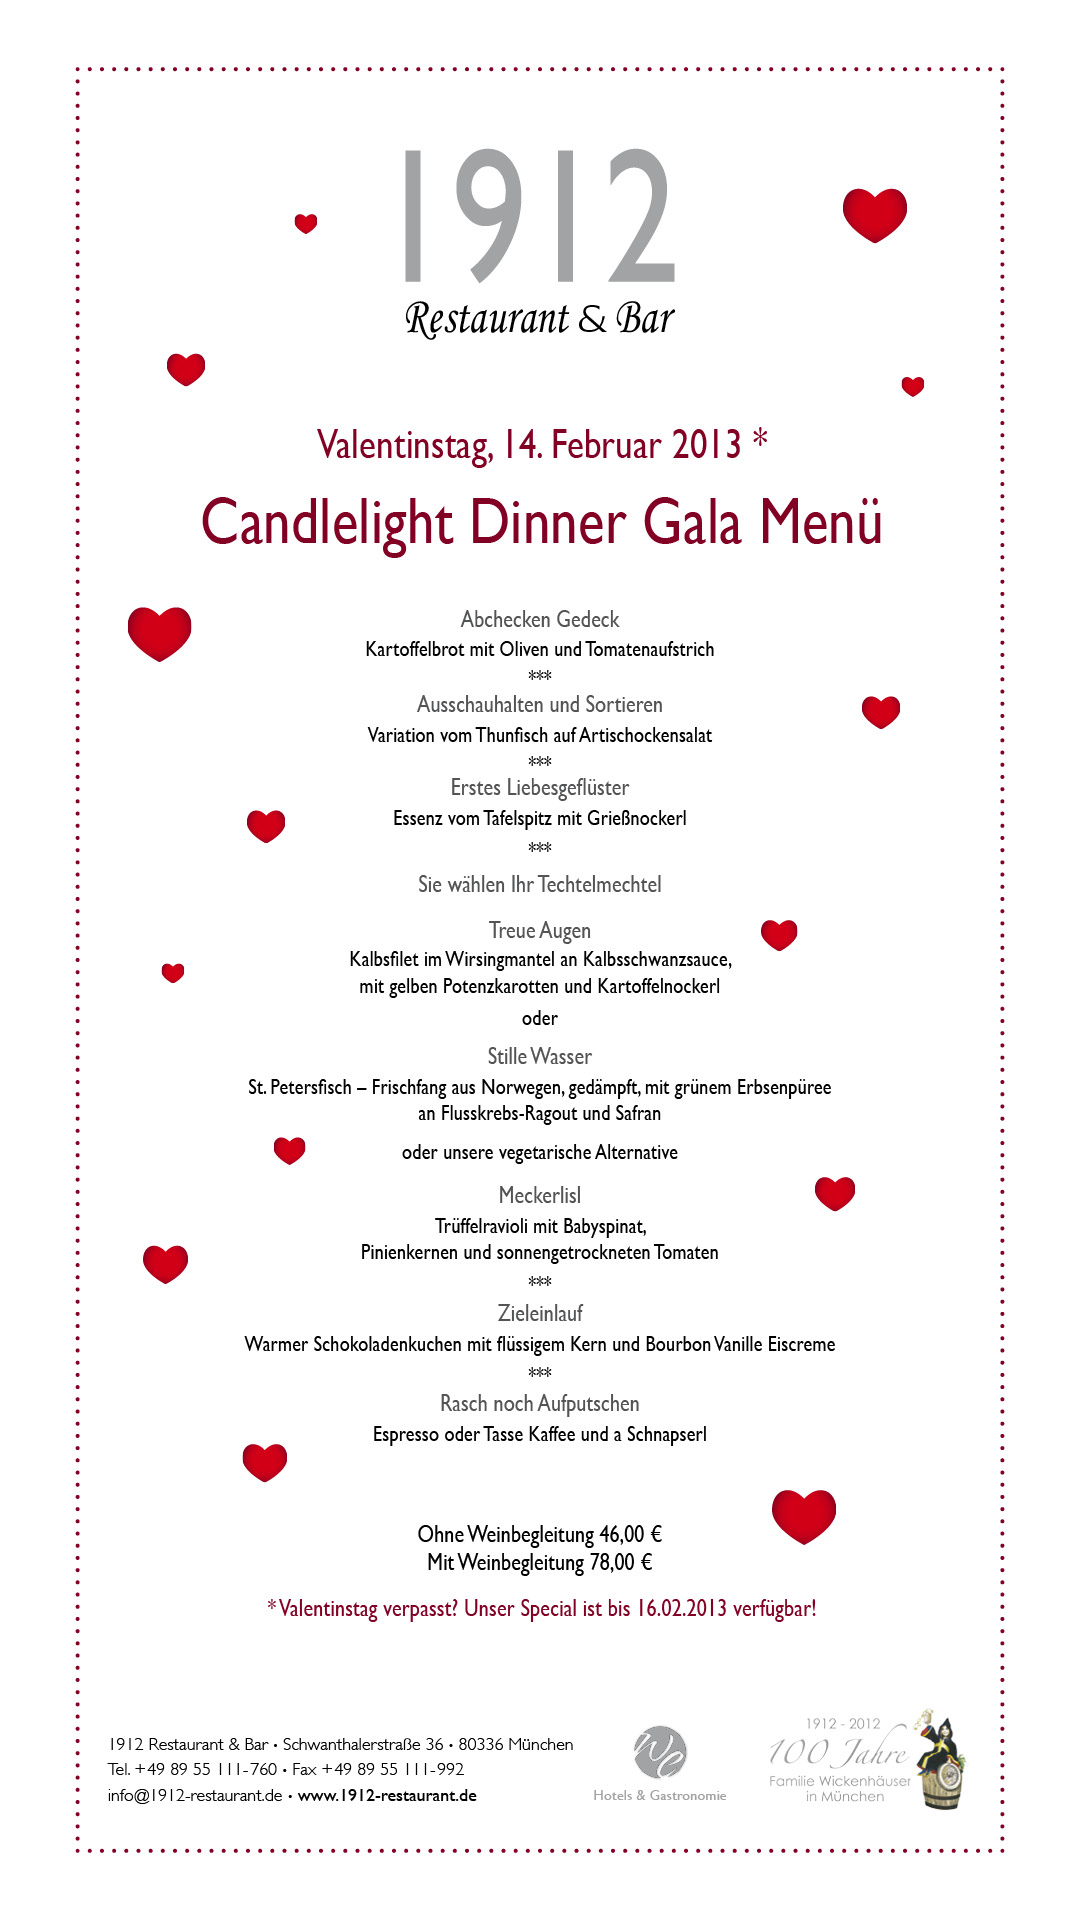 1912
Restaurant & Bar
Valentinstag, 14. Februar 2013 *
Candlelight Dinner Gala Menü
Abchecken Gedeck
Kartoffelbrot mit Oliven und Tomatenaufstrich
***
Ausschauhalten und Sortieren
Variation vom Thunfisch auf Artischockensalat
***
Erstes Liebesgeflüster
Essenz vom Tafelspitz mit Grießnockerl
***
Sie wählen Ihr Techtelmechtel
Treue Augen
Kalbsfilet im Wirsingmantel an Kalbsschwanzsauce,
mit gelben Potenzkarotten und Kartoffelnockerl
oder
Stille Wasser
St. Petersfisch – Frischfang aus Norwegen, gedämpft, mit grünem Erbsenpüree
an Flusskrebs-Ragout und Safran
oder unsere vegetarische Alternative
Meckerlisl
Trüffelravioli mit Babyspinat,
Pinienkernen und sonnengetrockneten Tomaten
***
Zieleinlauf
Warmer Schokoladenkuchen mit flüssigem Kern und Bourbon Vanille Eiscreme
***
Rasch noch Aufputschen
Espresso oder Tasse Kaffee und a Schnapserl
Ohne Weinbegleitung 46,00 €
Mit Weinbegleitung 78,00 €
* Valentinstag verpasst? Unser Special ist bis 16.02.2013 verfügbar!
1912 Restaurant & Bar • Schwanthalerstraße 36 • 80336 München
Tel. +49 89 55 111-760 • Fax +49 89 55 111-992
info@1912-restaurant.de • www.1912-restaurant.de
We
Hotels & Gastronomie
1912 - 2012
100 Jahre
Familie Wickenhäuser
in München